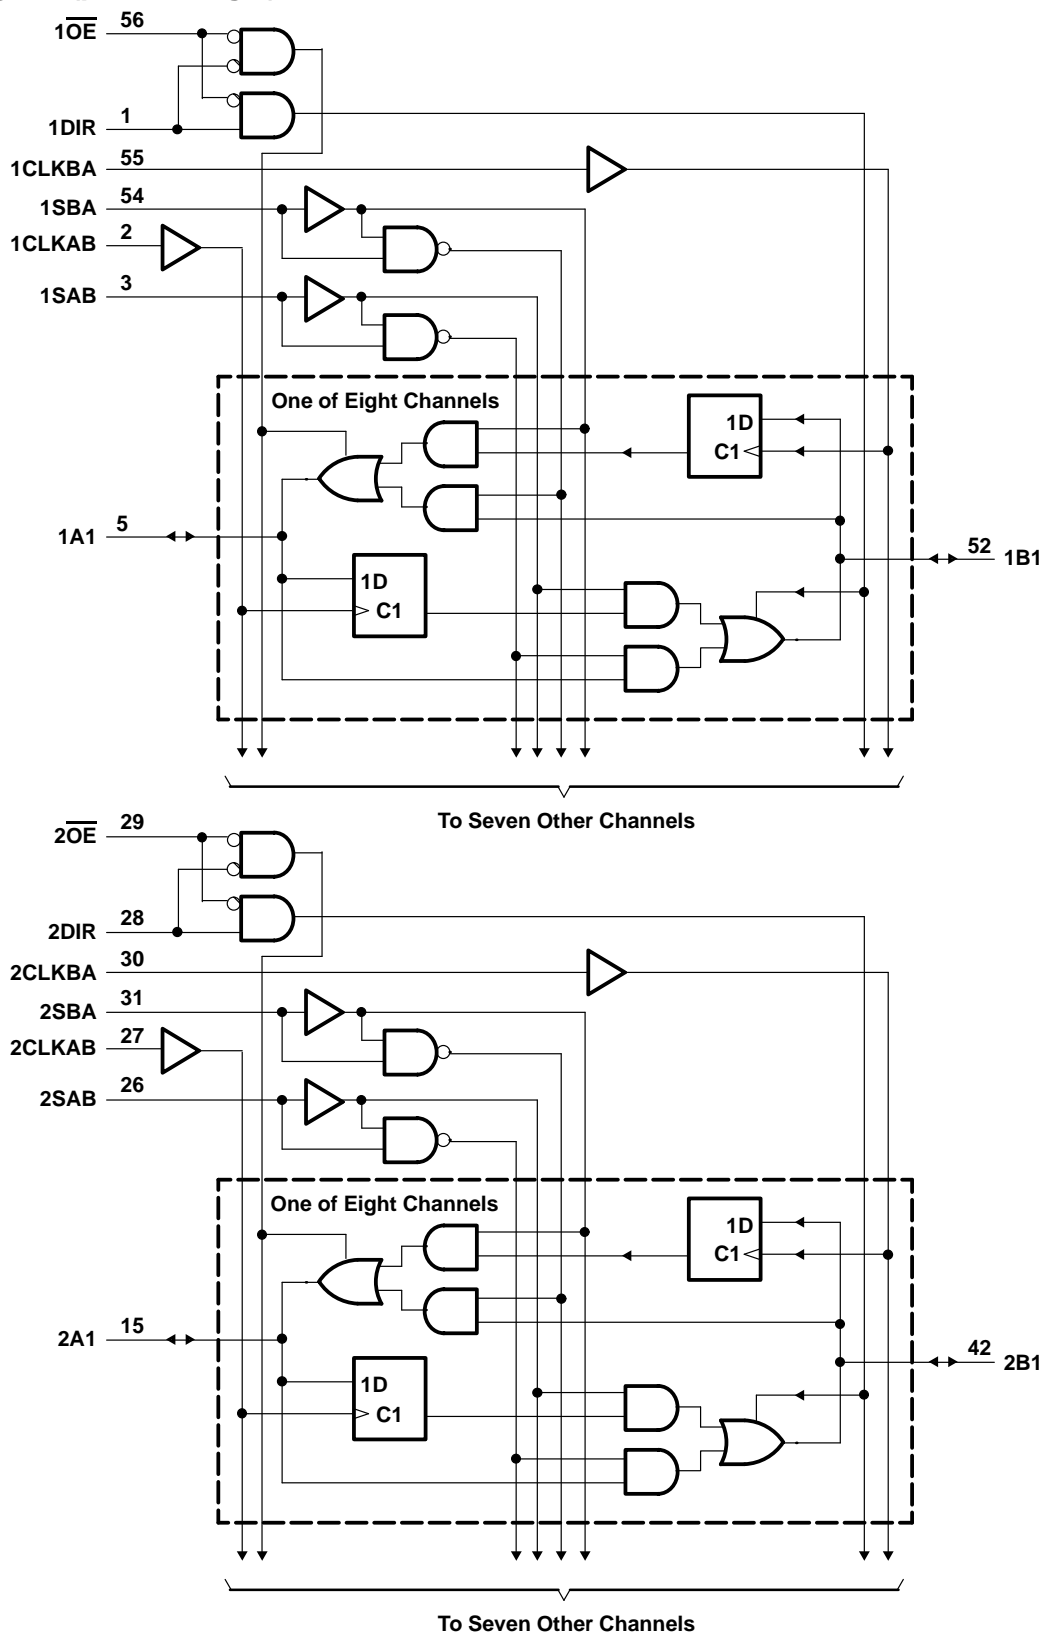 1OE 56
1DIR 1
1CLKBA 55
1SBA 54
1CLKAB 2
1SAB 3
One of Eight Channels
1D
C1
1A1 5
52 1B1
1D
C1
To Seven Other Channels
2OE 29
2DIR 28
2CLKBA 30
2SBA 31
2CLKAB 27
2SAB 26
One of Eight Channels
1D
C1
2A1 15
42 2B1
1D
C1
To Seven Other Channels